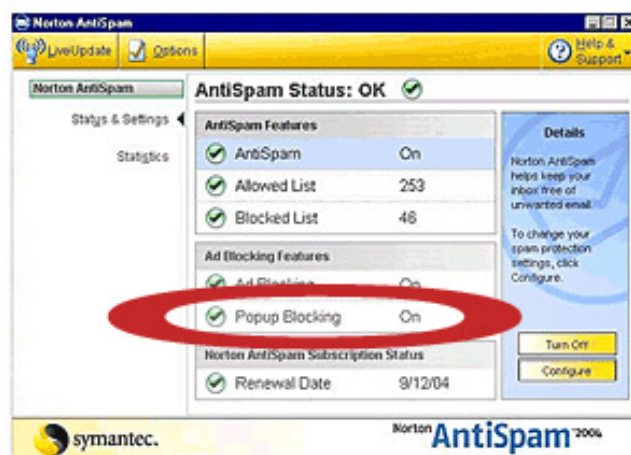 Norton AntiSpam
LiveUpdate Options Help & Support
Norton AntiSpam
Status & Settings
Statistics
AntiSpam Status: OK
AntiSpam Features
AntiSpam On
Allowed List 253
Blocked List 46
Ad Blocking Features
Ad Blocking On
Popup Blocking On
Norton AntiSpam Subscription Status
Renewal Date 9/12/04
Details
Norton AntiSpam
helps keep your
inbox free of
unwanted email.
To change your
spam protection
settings, click
Configure.
Turn Off
Configure
symantec.
Norton AntiSpam 2004